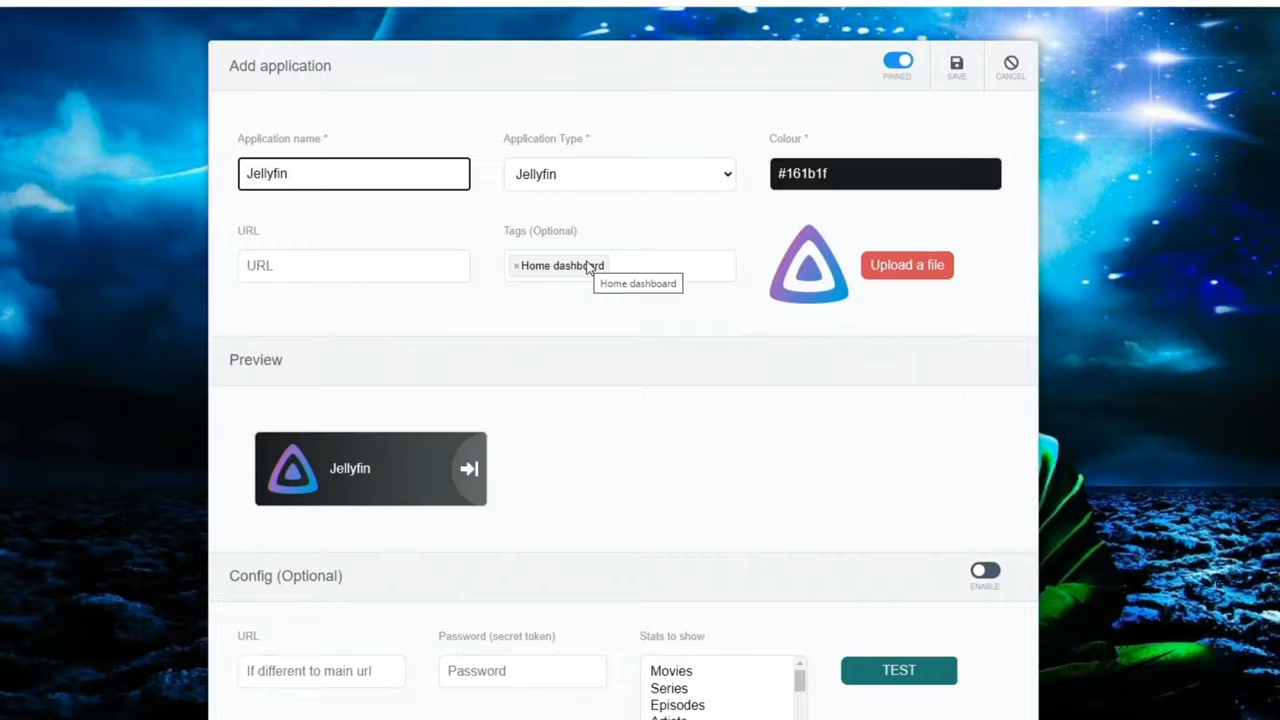 Add application
PINNED
SAVE
CANCEL
Application name *
Application Type *
Colour *
Jellyfin
Jellyfin
#161b1f
URL
Tags (Optional)
URL
×Home dashboard
Upload a file
Home dashboard
Preview
Jellyfin
Config (Optional)
ENABLE
URL
Password (secret token)
Stats to show
If different to main url
Password
Movies
TEST
Series
Episodes
Artists